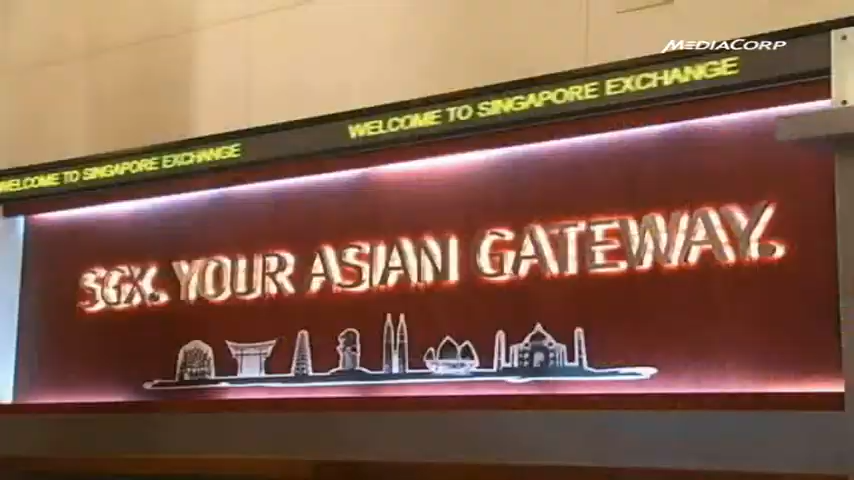 MEDIACORP
WELCOME TO SINGAPORE EXCHANGE WELCOME TO SINGAPORE EXCHANGE
SGX. YOUR ASIAN GATEWAY.